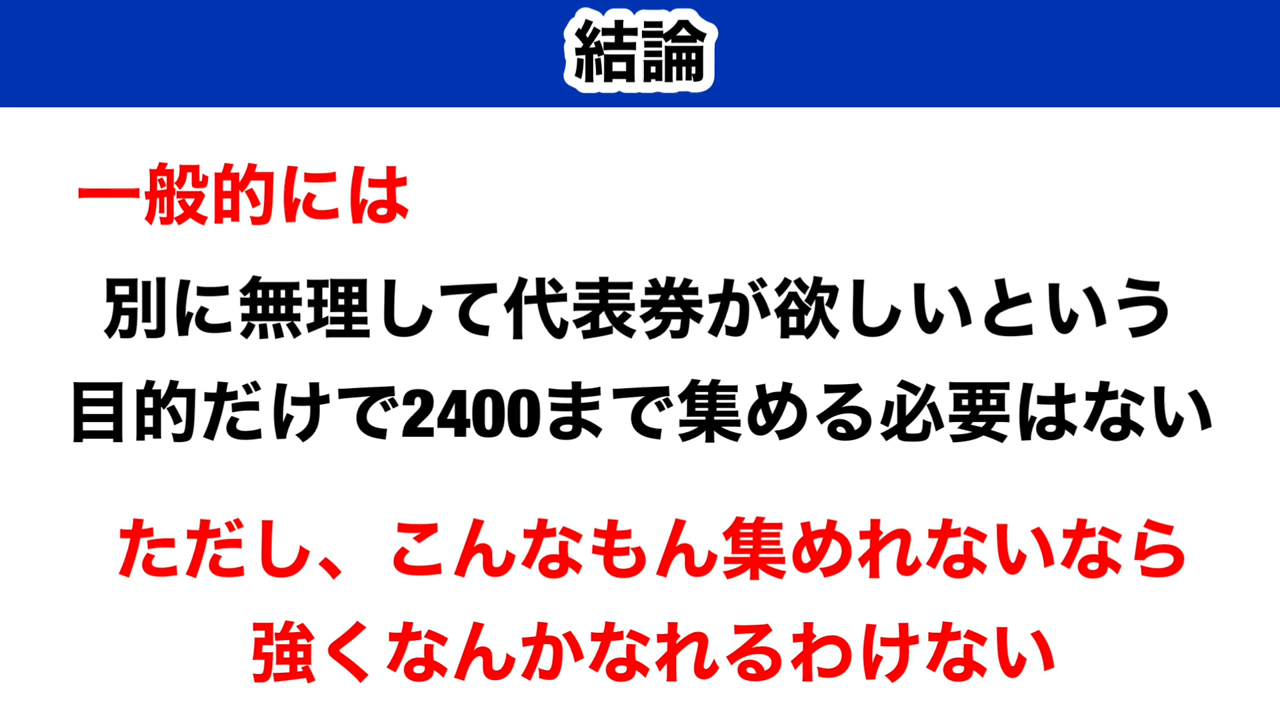 結論
一般的には
別に無理して代表券が欲しいという
目的だけで2400まで集める必要はない
ただし、こんなもん集めれないなら
強くなんかなれるわけない